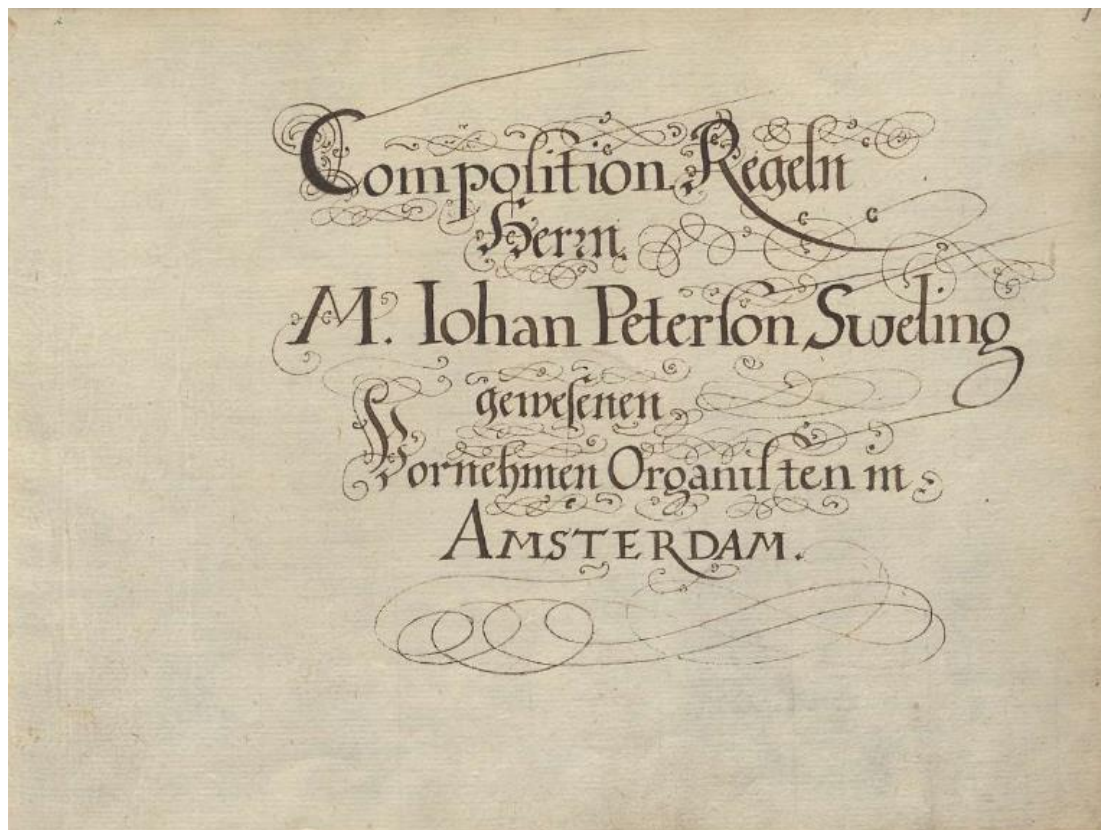 Compoſition Regeln
Herrn.
M. Iohan Peterſon Sweling
geweſenen
Vornehmen Organiſten in
AMSTERDAM.